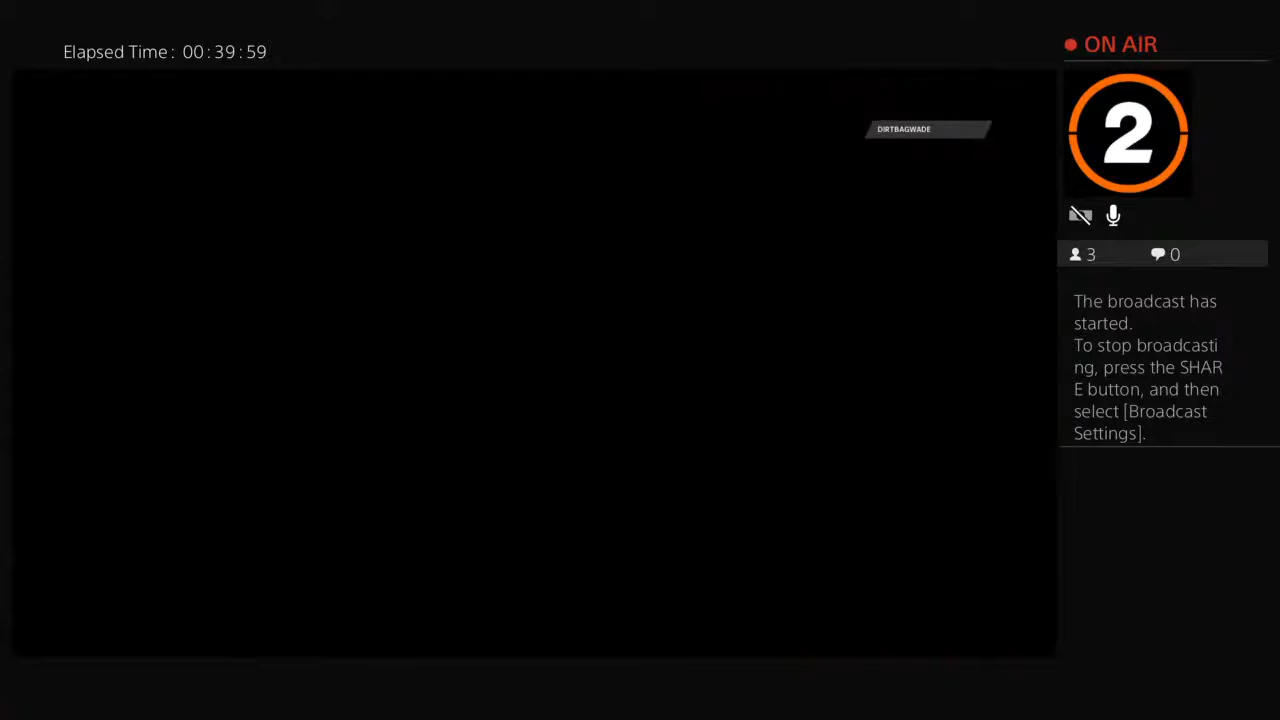 Elapsed Time: 00:39:59
ON AIR
DIRTBAGWADE
2
3
0
The broadcast has
started.
To stop broadcasti
ng, press the SHAR
E button, and then
select [Broadcast
Settings].